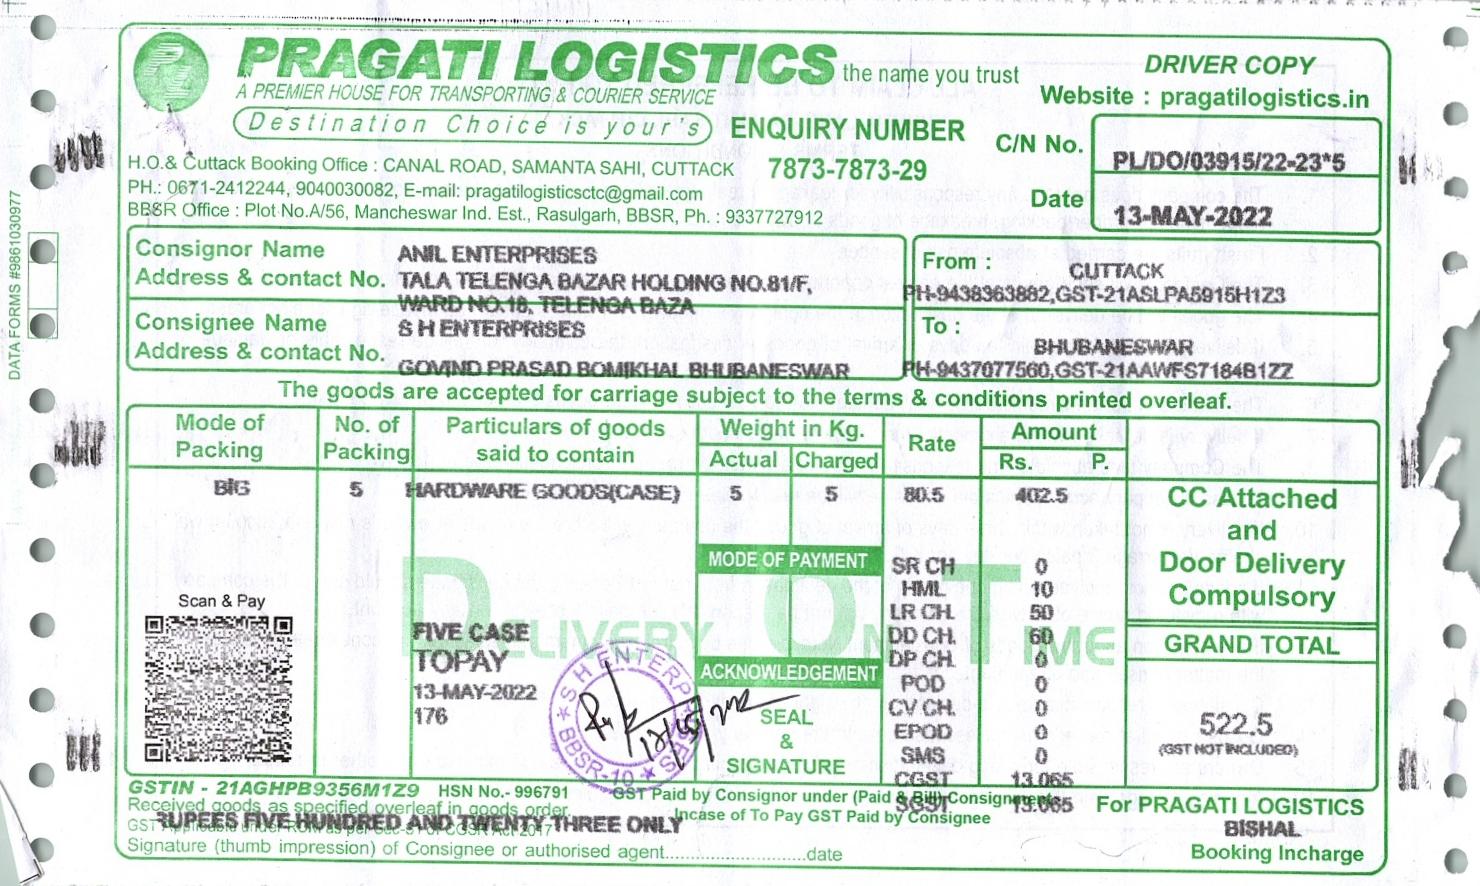 PRAGATI LOGISTICS the name you trust
A PREMIER HOUSE FOR TRANSPORTING & COURIER SERVICE
Destination Choice is your's
H.O.& Cuttack Booking Office : CANAL ROAD, SAMANTA SAHI, CUTTACK
PH.: 0671-2412244, 9040030082, E-mail: pragatilogisticsctc@gmail.com
BBSR Office : Plot No.A/56, Mancheswar Ind. Est., Rasulgarh, BBSR, Ph. : 9337727912
ENQUIRY NUMBER
7873-7873-29
DRIVER COPY
Website : pragatilogistics.in
C/N No. PL/DO/03915/22-23*5
Date 13-MAY-2022
DATA FORMS #9861030977
Consignor Name ANIL ENTERPRISES
Address & contact No. TALA TELENGA BAZAR HOLDING NO.81/F,
WARD NO.18, TELENGA BAZA
Consignee Name S H ENTERPRISES
Address & contact No. GOVIND PRASAD BOMIKHAL BHUBANESWAR
From : CUTTACK
PH-9438363882,GST-21ASLPA5915H1Z3
To : BHUBANESWAR
PH-9437077560,GST-21AAWFS7184B1ZZ
The goods are accepted for carriage subject to the terms & conditions printed overleaf.
Mode of Packing
No. of Packing
Particulars of goods said to contain
Weight in Kg.
Actual Charged
Rate
Amount
Rs. P.
BIG 5 HARDWARE GOODS(CASE) 5 5 80.5 402.5
CC Attached
and
Door Delivery
Compulsory
DELIVERY ON TIME
MODE OF PAYMENT
SR CH 0
HML 10
LR CH. 50
DD CH. 60
DP CH. 0
POD 0
CV CH. 0
EPOD 0
SMS 0
CGST 13.065
SGST 13.065
GRAND TOTAL
522.5
(GST NOT INCLUDED)
Scan & Pay
FIVE CASE
TOPAY
13-MAY-2022
176
S H ENTERPRISES
BBSR-10
ACKNOWLEDGEMENT
SEAL
&
SIGNATURE
GSTIN - 21AGHPB9356M1Z9 HSN No.- 996791
GST Paid by Consignor under (Paid & Bill) Consignment
Incase of To Pay GST Paid by Consignee
Received goods as specified overleaf in goods order.
RUPEES FIVE HUNDRED AND TWENTY THREE ONLY
Signature (thumb impression) of Consignee or authorised agent..............................date
For PRAGATI LOGISTICS
BISHAL
Booking Incharge